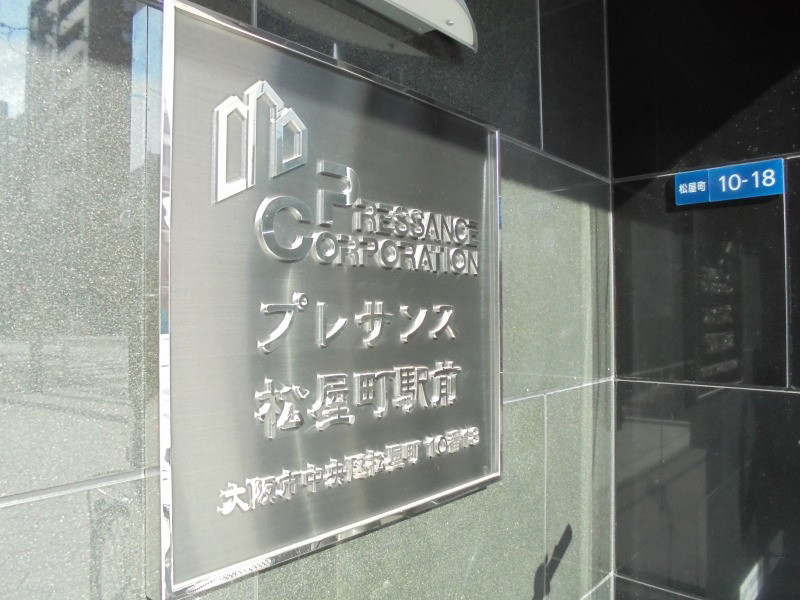 PRESSANCE
CORPORATION
プレサンス
松屋町駅前
大阪市中央区松屋町10番18
松屋町 10-18